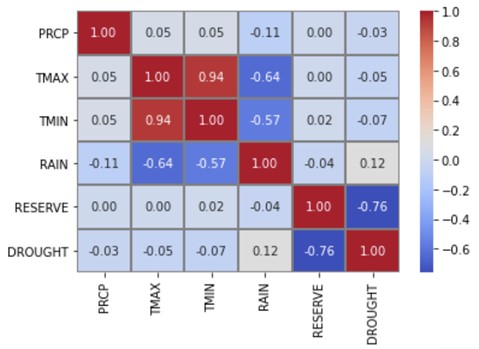 PRCP 1.00 0.05 0.05 -0.11 0.00 -0.03
TMAX 0.05 1.00 0.94 -0.64 0.00 -0.05
TMIN 0.05 0.94 1.00 -0.57 0.02 -0.07
RAIN -0.11 -0.64 -0.57 1.00 -0.04 0.12
RESERVE 0.00 0.00 0.02 -0.04 1.00 -0.76
DROUGHT -0.03 -0.05 -0.07 0.12 -0.76 1.00
PRCP
TMAX
TMIN
RAIN
RESERVE
DROUGHT
1.0
0.8
0.6
0.4
0.2
0.0
−0.2
−0.4
−0.6